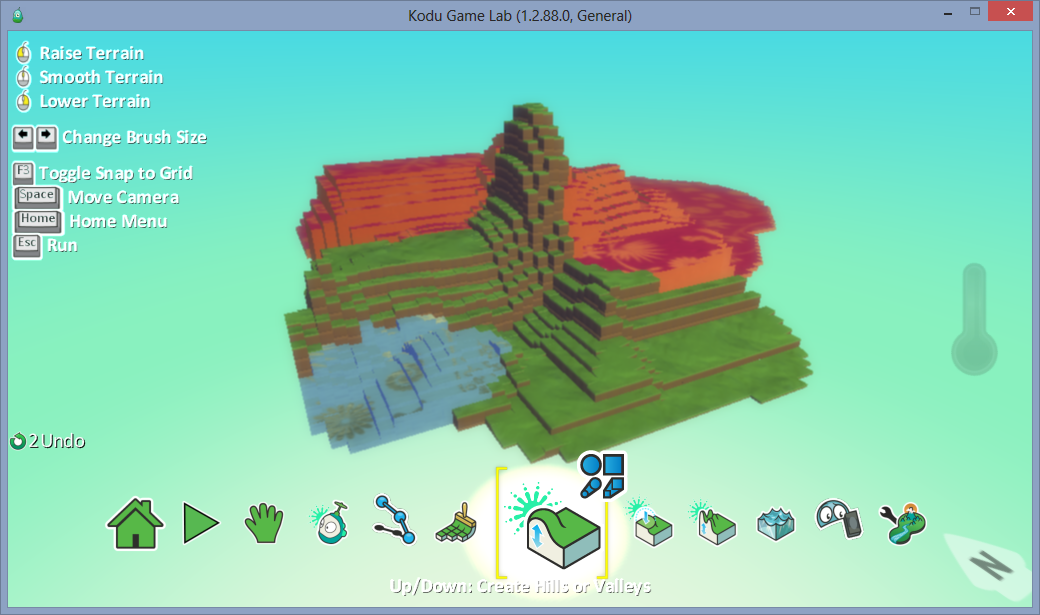 Kodu Game Lab (1.2.88.0, General)
Raise Terrain
Smooth Terrain
Lower Terrain
Change Brush Size
F3 Toggle Snap to Grid
Space Move Camera
Home Home Menu
Esc Run
2 Undo
N
Up/Down: Create Hills or Valleys